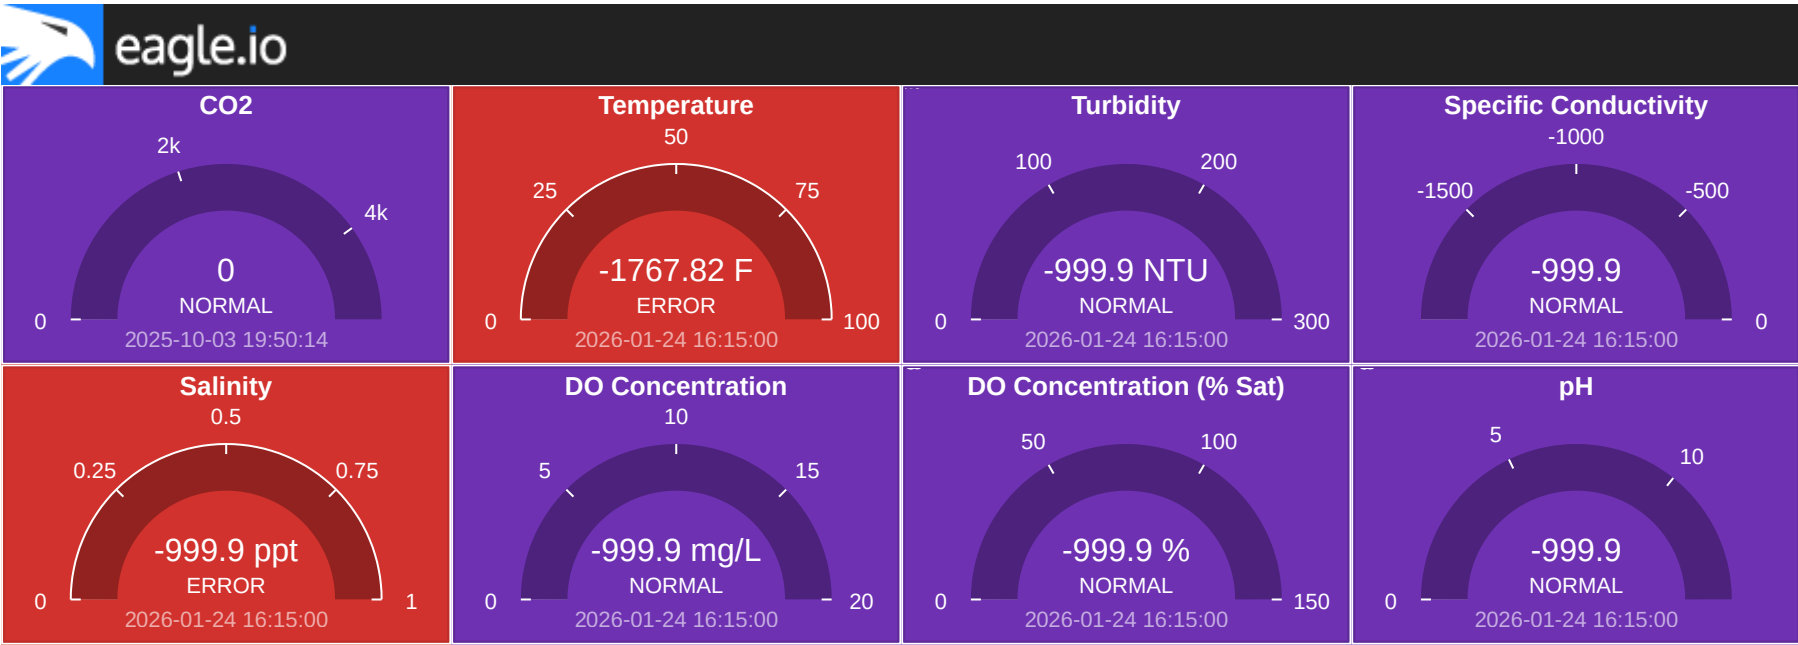 eagle.io
CO2
2k
4k
0
NORMAL
0
2025-10-03 19:50:14
Temperature
50
25
75
-1767.82 F
ERROR
0
100
2026-01-24 16:15:00
Turbidity
100
200
-999.9 NTU
NORMAL
0
300
2026-01-24 16:15:00
Specific Conductivity
-1000
-1500
-500
-999.9
NORMAL
0
2026-01-24 16:15:00
Salinity
0.5
0.25
0.75
-999.9 ppt
ERROR
0
1
2026-01-24 16:15:00
DO Concentration
10
5
15
-999.9 mg/L
NORMAL
0
20
2026-01-24 16:15:00
DO Concentration (% Sat)
50
100
-999.9 %
NORMAL
0
150
2026-01-24 16:15:00
pH
5
10
-999.9
NORMAL
0
2026-01-24 16:15:00